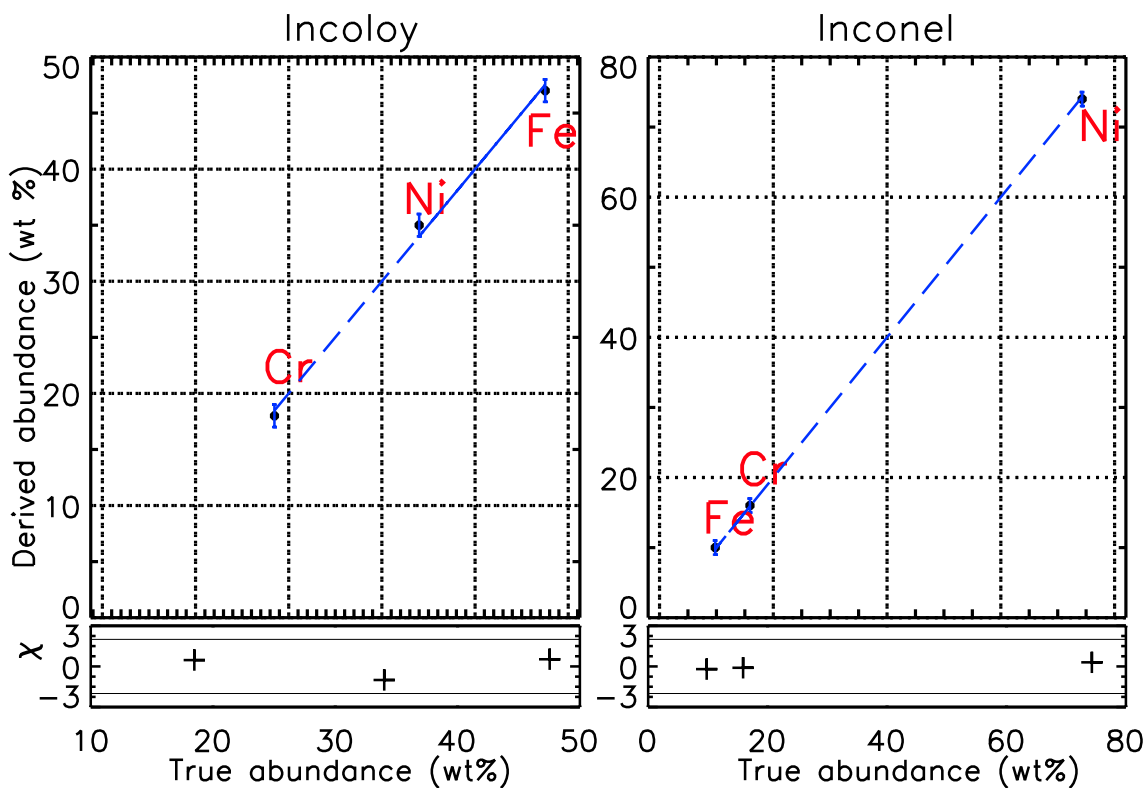 Incoloy
Inconel
Derived abundance (wt %)
50
40
30
20
10
0
Cr
Ni
Fe
80
60
40
20
0
Fe
Cr
Ni
χ
3
0
−3
3
0
−3
10 20 30 40 50
0 20 40 60 80
True abundance (wt%)
True abundance (wt%)